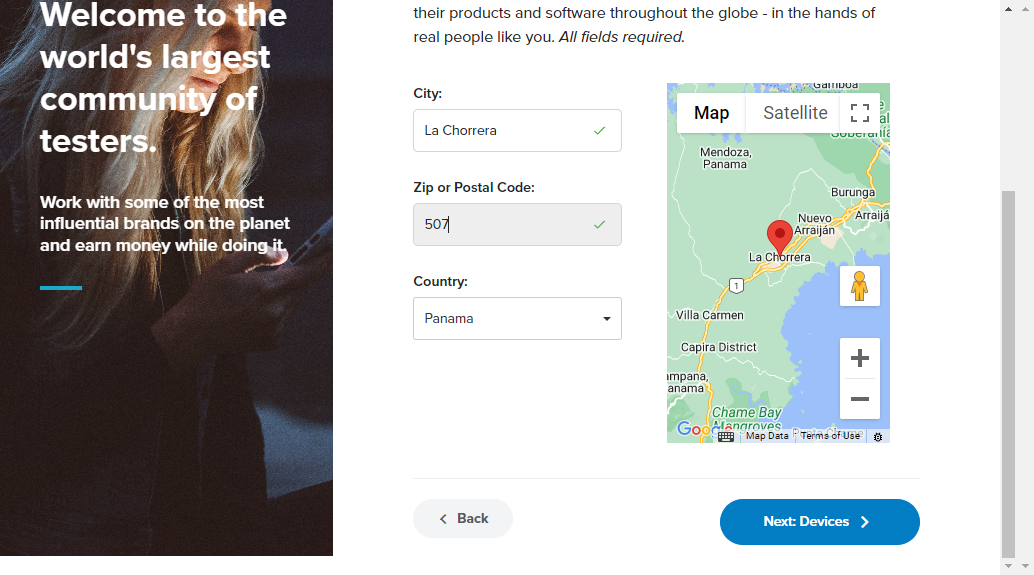 Welcome to the
world's largest
community of
testers.
Work with some of the most
influential brands on the planet
and earn money while doing it.
their products and software throughout the globe - in the hands of
real people like you. All fields required.
City:
La Chorrera
Zip or Postal Code:
507
Country:
Panama
Gamboa
Map
Satellite
Soberanía
Mendoza,
Panama
Burunga
Nuevo
Arraiján
Arraijá
La Chorrera
1
Villa Carmen
Capira District
ampana,
anama
Chame Bay
Mangroves
Google
Map Data
Terms of Use
Back
Next: Devices